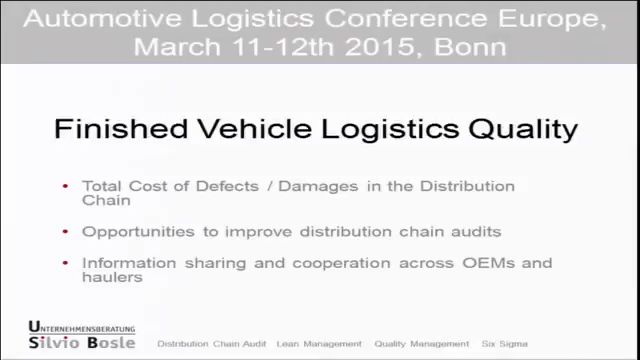 Automotive Logistics Conference Europe,
March 11-12th 2015, Bonn
Finished Vehicle Logistics Quality
• Total Cost of Defects / Damages in the Distribution
Chain
• Opportunities to improve distribution chain audits
• Information sharing and cooperation across OEMs and
haulers
UNTERNEHMENSBERATUNG
Silvio Bosle
Distribution Chain Audit Lean Management Quality Management Six Sigma